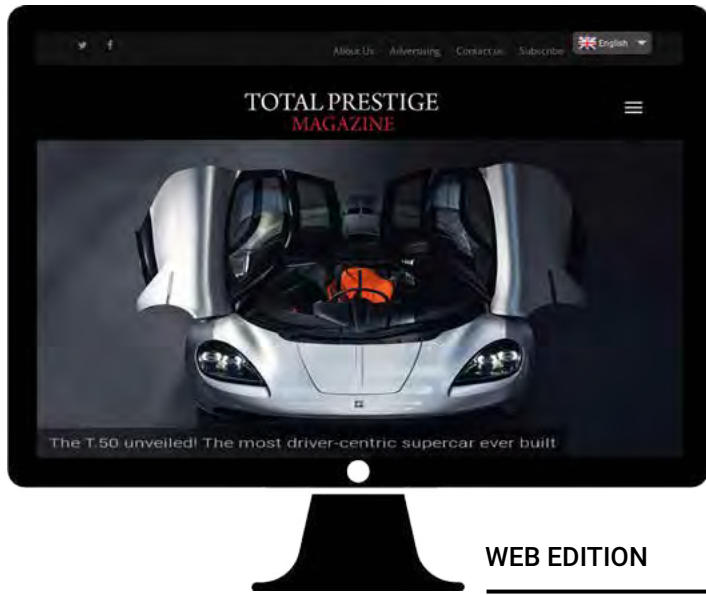 About Us Advertising Contact us Subscribe English
TOTAL PRESTIGE
MAGAZINE
The T.50 unveiled! The most driver-centric supercar ever built
WEB EDITION